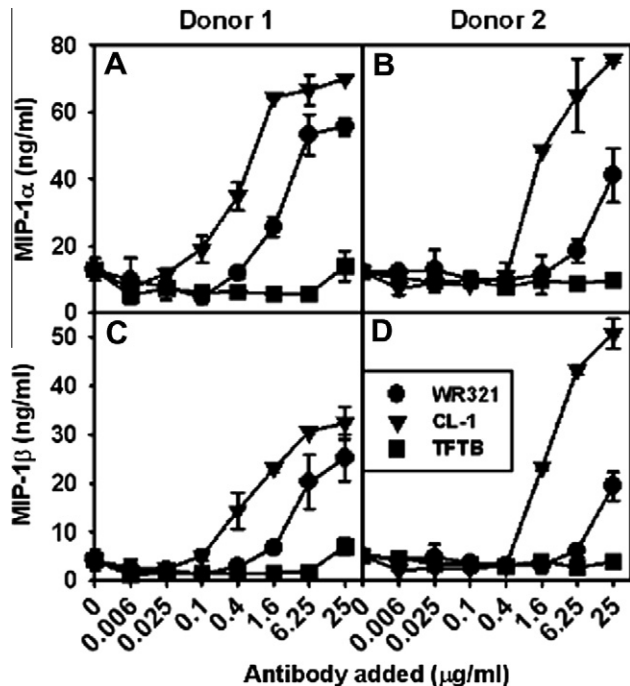 Donor 1 Donor 2
A B
MIP-1α (ng/ml)
80
60
40
20
0
C D
MIP-1β (ng/ml)
50
40
30
20
10
0
WR321
CL-1
TFTB
0 0.006 0.025 0.1 0.4 1.6 6.25 25 0 0.006 0.025 0.1 0.4 1.6 6.25 25
Antibody added (μg/ml)